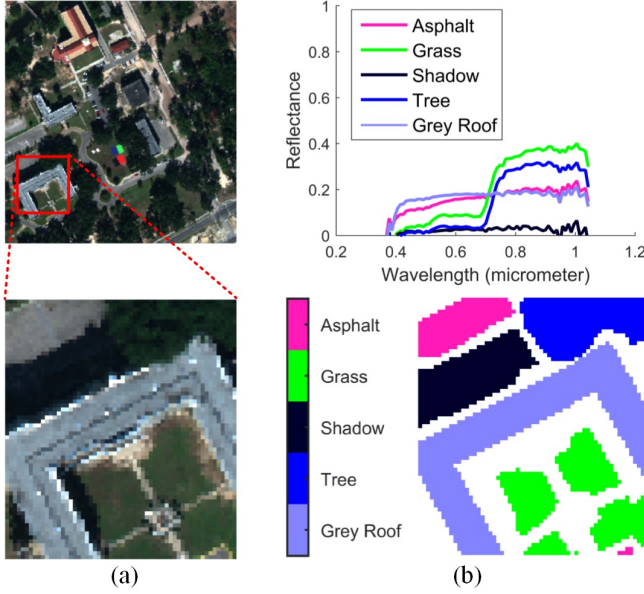 1
0.8
0.6
0.4
0.2
0
Reflectance
Asphalt
Grass
Shadow
Tree
Grey Roof
0.2 0.4 0.6 0.8 1 1.2
Wavelength (micrometer)
Asphalt
Grass
Shadow
Tree
Grey Roof
(a) (b)